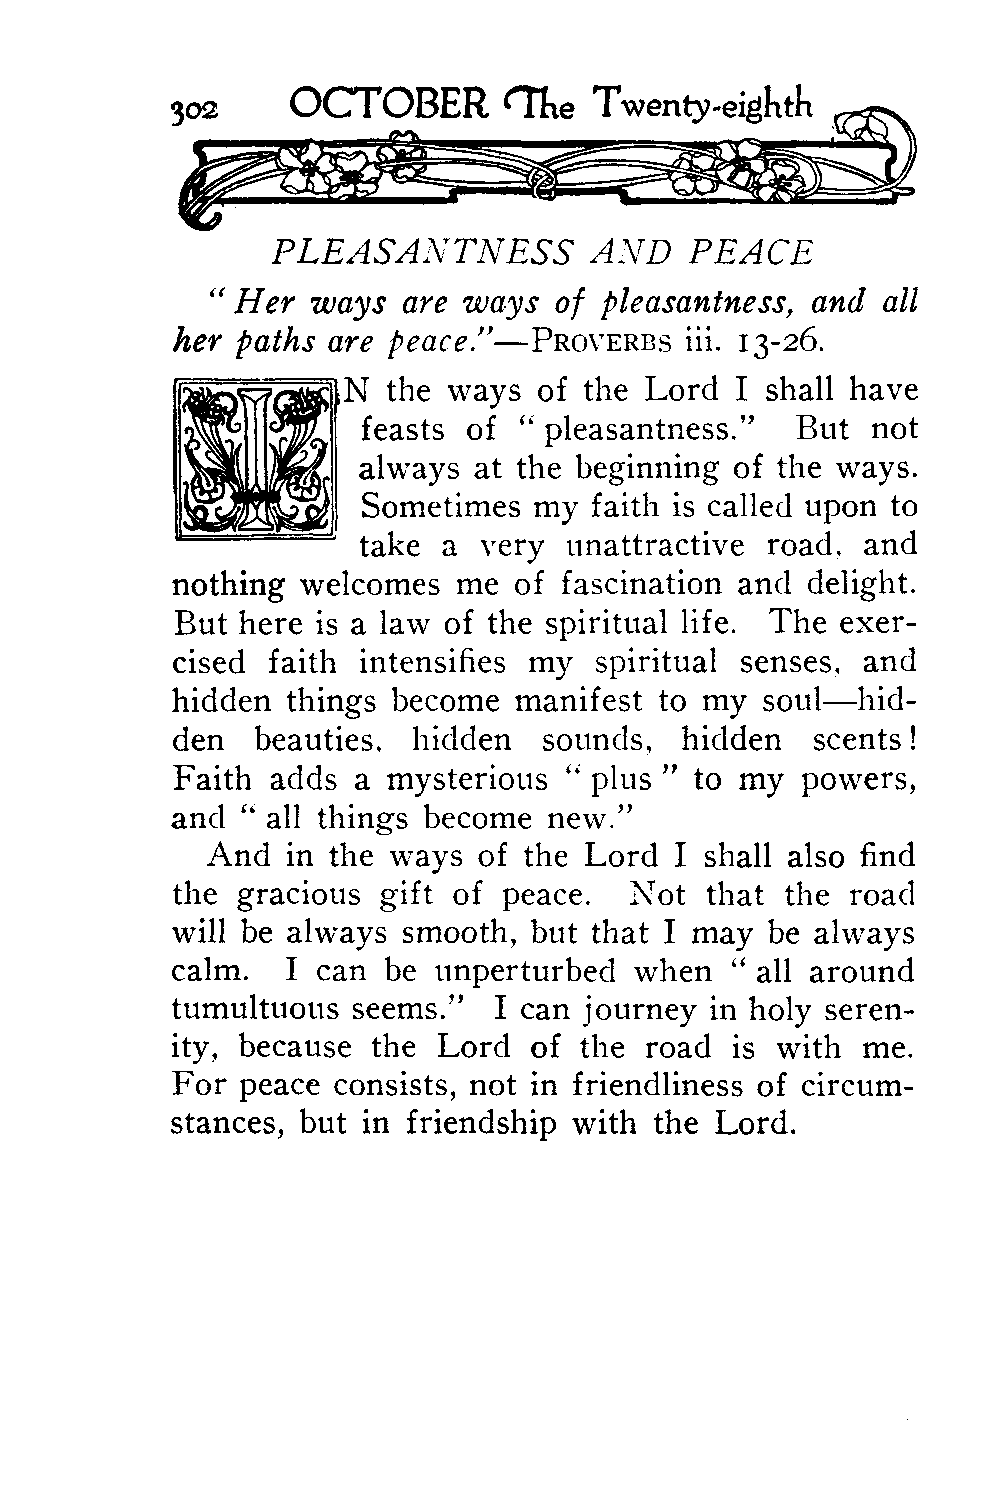 302 OCTOBER The Twenty-eighth
PLEASANTNESS AND PEACE
“Her ways are ways of pleasantness, and all
her paths are peace.”—PROVERBS iii. 13-26.
IN the ways of the Lord I shall have
feasts of “pleasantness.” But not
always at the beginning of the ways.
Sometimes my faith is called upon to
take a very unattractive road, and
nothing welcomes me of fascination and delight.
But here is a law of the spiritual life. The exer-
cised faith intensifies my spiritual senses, and
hidden things become manifest to my soul—hid-
den beauties, hidden sounds, hidden scents!
Faith adds a mysterious “plus” to my powers,
and “all things become new.”
And in the ways of the Lord I shall also find
the gracious gift of peace. Not that the road
will be always smooth, but that I may be always
calm. I can be unperturbed when “all around
tumultuous seems.” I can journey in holy seren-
ity, because the Lord of the road is with me.
For peace consists, not in friendliness of circum-
stances, but in friendship with the Lord.